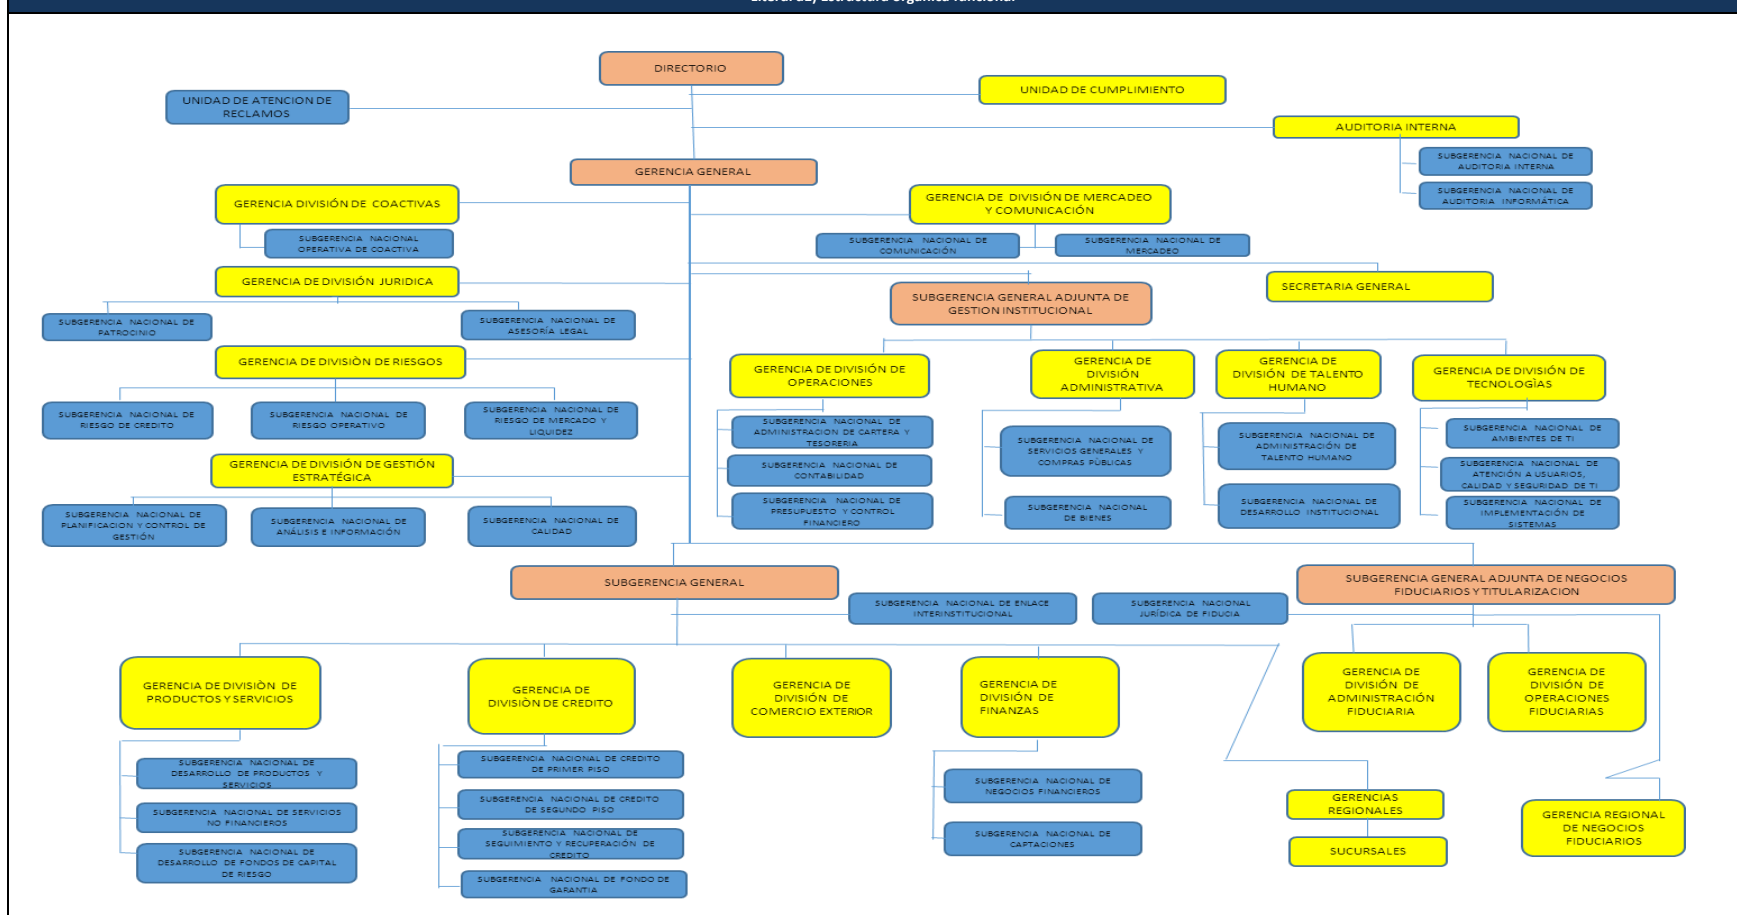 DIRECTORIO
UNIDAD DE CUMPLIMIENTO
UNIDAD DE ATENCION DE
RECLAMOS
AUDITORIA INTERNA
SUBGERENCIA NACIONAL DE
AUDITORIA INTERNA
SUBGERENCIA NACIONAL DE
AUDITORIA INFORMÁTICA
GERENCIA GENERAL
GERENCIA DIVISIÓN DE COACTIVAS
SUBGERENCIA NACIONAL
OPERATIVA DE COACTIVA
GERENCIA DE DIVISIÓN DE MERCADEO
Y COMUNICACIÓN
SUBGERENCIA NACIONAL DE
COMUNICACIÓN
SUBGERENCIA NACIONAL DE
MERCADEO
GERENCIA DE DIVISIÓN JURIDICA
SUBGERENCIA NACIONAL DE
PATROCINIO
SUBGERENCIA NACIONAL DE
ASESORÍA LEGAL
SECRETARIA GENERAL
SUBGERENCIA GENERAL ADJUNTA DE
GESTION INSTITUCIONAL
GERENCIA DE DIVISIÒN DE RIESGOS
SUBGERENCIA NACIONAL DE
RIESGO DE CREDITO
SUBGERENCIA NACIONAL DE
RIESGO OPERATIVO
SUBGERENCIA NACIONAL DE
RIESGO DE MERCADO Y
LIQUIDEZ
GERENCIA DE DIVISIÓN DE
OPERACIONES
SUBGERENCIA NACIONAL DE
ADMINISTRACION DE CARTERA Y
TESORERIA
SUBGERENCIA NACIONAL DE
CONTABILIDAD
SUBGERENCIA NACIONAL DE
PRESUPUESTO Y CONTROL
FINANCIERO
GERENCIA DE
DIVISIÓN
ADMINISTRATIVA
SUBGERENCIA NACIONAL DE
SERVICIOS GENERALES Y
COMPRAS PÙBLICAS
SUBGERENCIA NACIONAL
DE BIENES
GERENCIA DE
DIVISIÓN DE TALENTO
HUMANO
SUBGERENCIA NACIONAL DE
ADMINISTRACIÓN DE
TALENTO HUMANO
SUBGERENCIA NACIONAL DE
DESARROLLO INSTITUCIONAL
GERENCIA DE DIVISIÓN DE
TECNOLOGÌAS
SUBGERENCIA NACIONAL DE
AMBIENTES DE TI
SUBGERENCIA NACIONAL DE
ATENCIÓN A USUARIOS,
CALIDAD Y SEGURIDAD DE TI
SUBGERENCIA NACIONAL DE
IMPLEMENTACIÓN DE
SISTEMAS
GERENCIA DE DIVISIÓN DE GESTIÓN
ESTRATÉGICA
SUBGERENCIA NACIONAL DE
PLANIFICACION Y CONTROL DE
GESTIÓN
SUBGERENCIA NACIONAL DE
ANÁLISIS E INFORMACIÓN
SUBGERENCIA NACIONAL DE
CALIDAD
SUBGERENCIA GENERAL
SUBGERENCIA NACIONAL DE ENLACE
INTERINSTITUCIONAL
SUBGERENCIA NACIONAL
JURÍDICA DE FIDUCIA
SUBGERENCIA GENERAL ADJUNTA DE NEGOCIOS
FIDUCIARIOS Y TITULARIZACION
GERENCIA DE DIVISIÒN DE
PRODUCTOS Y SERVICIOS
SUBGERENCIA NACIONAL DE
DESARROLLO DE PRODUCTOS Y
SERVICIOS
SUBGERENCIA NACIONAL DE SERVICIOS
NO FINANCIEROS
SUBGERENCIA NACIONAL DE
DESARROLLO DE FONDOS DE CAPITAL
DE RIESGO
GERENCIA DE
DIVISIÒN DE CREDITO
SUBGERENCIA NACIONAL DE CREDITO
DE PRIMER PISO
SUBGERENCIA NACIONAL DE CREDITO
DE SEGUNDO PISO
SUBGERENCIA NACIONAL DE
SEGUIMIENTO Y RECUPERACIÓN DE
CREDITO
SUBGERENCIA NACIONAL DE FONDO DE
GARANTIA
GERENCIA DE
DIVISIÓN DE
COMERCIO EXTERIOR
GERENCIA DE
DIVISIÓN DE
FINANZAS
SUBGERENCIA NACIONAL DE
NEGOCIOS FINANCIEROS
SUBGERENCIA NACIONAL DE
CAPTACIONES
GERENCIA DE
DIVISIÓN DE
ADMINISTRACIÓN
FIDUCIARIA
GERENCIA DE
DIVISIÓN DE
OPERACIONES
FIDUCIARIAS
GERENCIAS
REGIONALES
SUCURSALES
GERENCIA REGIONAL
DE NEGOCIOS
FIDUCIARIOS